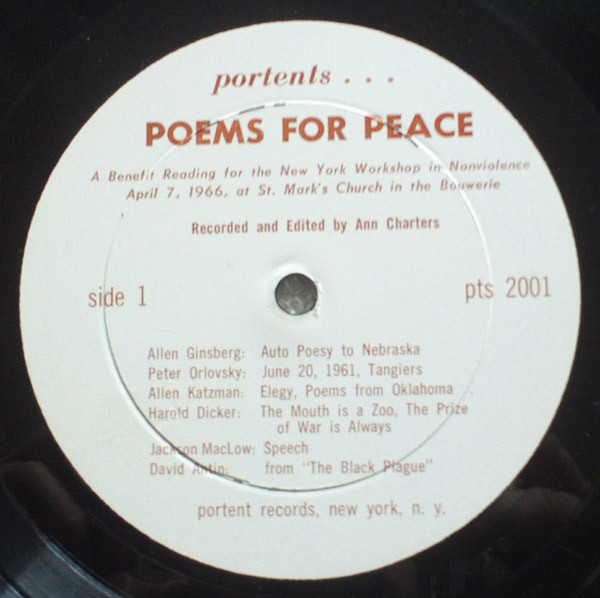 portents . . .
POEMS FOR PEACE
A Benefit Reading for the New York Workshop in Nonviolence
April 7, 1966, at St. Mark's Church in the Bouwerie
Recorded and Edited by Ann Charters
side 1
pts 2001
Allen Ginsberg: Auto Poesy to Nebraska
Peter Orlovsky: June 20, 1961, Tangiers
Allen Katzman: Elegy, Poems from Oklahoma
Harold Dicker: The Mouth is a Zoo, The Prize
of War is Always
Jackson MacLow: Speech
David Antin: from "The Black Plague"
portent records, new york, n. y.